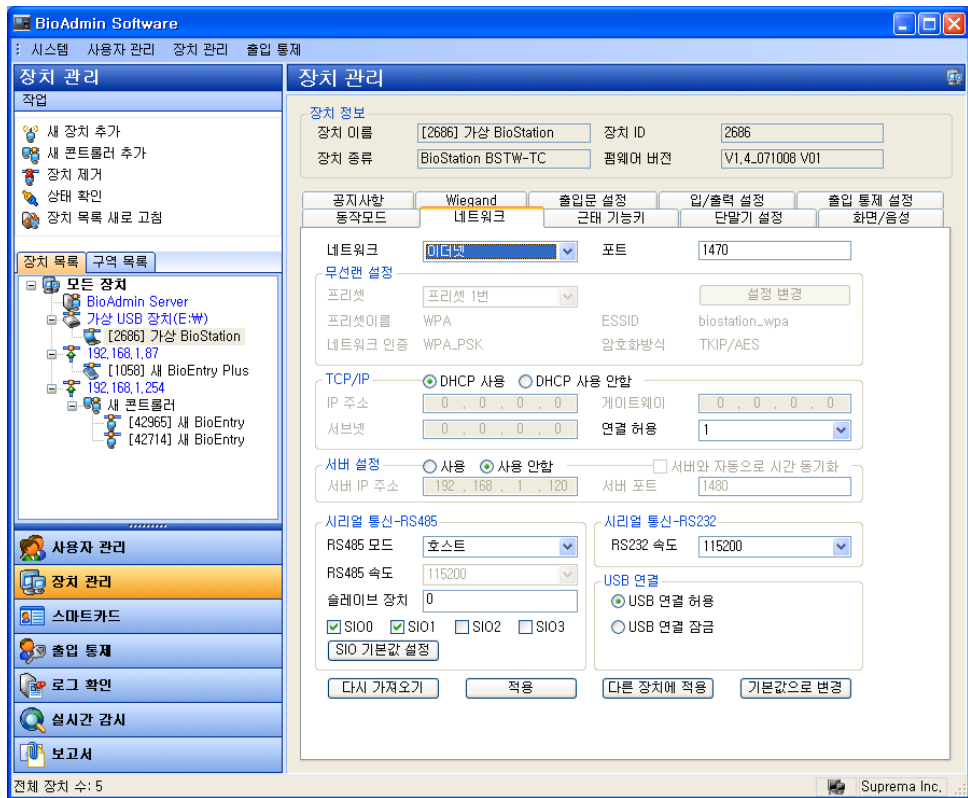 BioAdmin Software
시스템 사용자 관리 장치 관리 출입 통제
장치 관리
작업
새 장치 추가
새 콘트롤러 추가
장치 제거
상태 확인
장치 목록 새로 고침
장치 목록 구역 목록
모든 장치
BioAdmin Server
가상 USB 장치(E:₩)
[2686] 가상 BioStation
192.168.1.87
[1058] 새 BioEntry Plus
192.168.1.254
새 콘트롤러
[42965] 새 BioEntry
[42714] 새 BioEntry
사용자 관리
장치 관리
스마트카드
출입 통제
로그 확인
실시간 감시
보고서
장치 관리
장치 정보
장치 이름 [2686] 가상 BioStation 장치 ID 2686
장치 종류 BioStation BSTW-TC 펌웨어 버전 V1.4_071008 V01
공지사항 Wiegand 출입문 설정 입/출력 설정 출입 통제 설정
동작모드 네트워크 근태 기능키 단말기 설정 화면/음성
네트워크 이더넷 포트 1470
무선랜 설정
프리셋 프리셋 1번 설정 변경
프리셋이름 WPA ESSID biostation_wpa
네트워크 인증 WPA_PSK 암호화방식 TKIP/AES
TCP/IP DHCP 사용 DHCP 사용 안함
IP 주소 0 . 0 . 0 . 0 게이트웨이 0 . 0 . 0 . 0
서브넷 0 . 0 . 0 . 0 연결 허용 1
서버 설정 사용 사용 안함 서버와 자동으로 시간 동기화
서버 IP 주소 192 . 168 . 1 . 120 서버 포트 1480
시리얼 통신-RS485 시리얼 통신-RS232
RS485 모드 호스트 RS232 속도 115200
RS485 속도 115200 USB 연결
슬레이브 장치 0 USB 연결 허용
SIO0 SIO1 SIO2 SIO3 USB 연결 잠금
SIO 기본값 설정
다시 가져오기 적용 다른 장치에 적용 기본값으로 변경
전체 장치 수: 5 Suprema Inc.